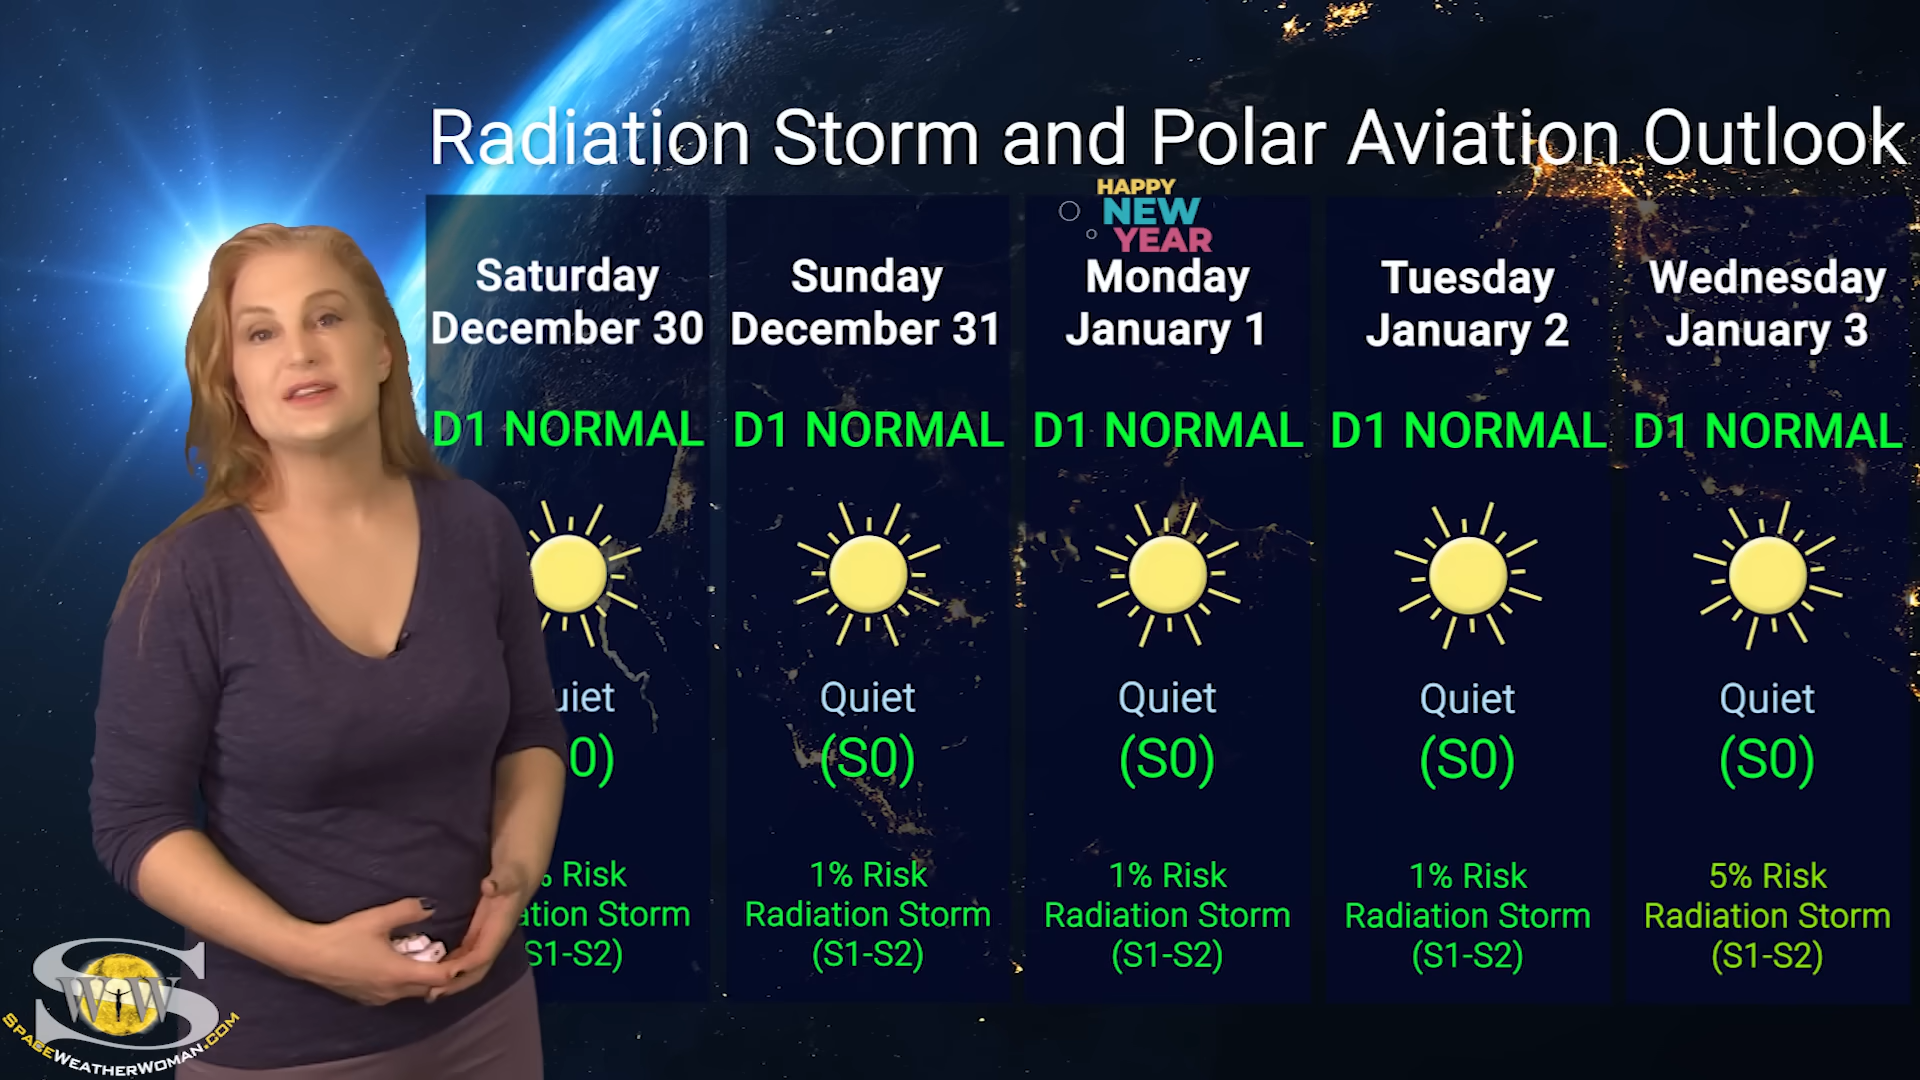 Radiation Storm and Polar Aviation Outlook
HAPPY
NEW
YEAR
Saturday
December 30
Sunday
December 31
Monday
January 1
Tuesday
January 2
Wednesday
January 3
D1 NORMAL
D1 NORMAL
D1 NORMAL
D1 NORMAL
D1 NORMAL
Quiet
Quiet
Quiet
Quiet
(S0)
(S0)
(S0)
(S0)
Risk
Storm
S1-S2)
1% Risk
Radiation Storm
(S1-S2)
1% Risk
Radiation Storm
(S1-S2)
1% Risk
Radiation Storm
(S1-S2)
5% Risk
Radiation Storm
(S1-S2)
SWW
SPACEWEATHERWOMAN.COM